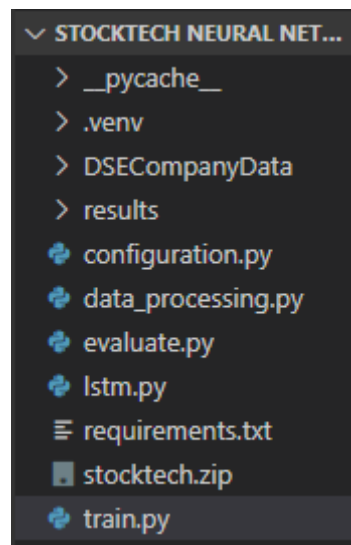 STOCKTECH NEURAL NET...
__pycache__
.venv
DSECompanyData
results
configuration.py
data_processing.py
evaluate.py
lstm.py
requirements.txt
stocktech.zip
train.py